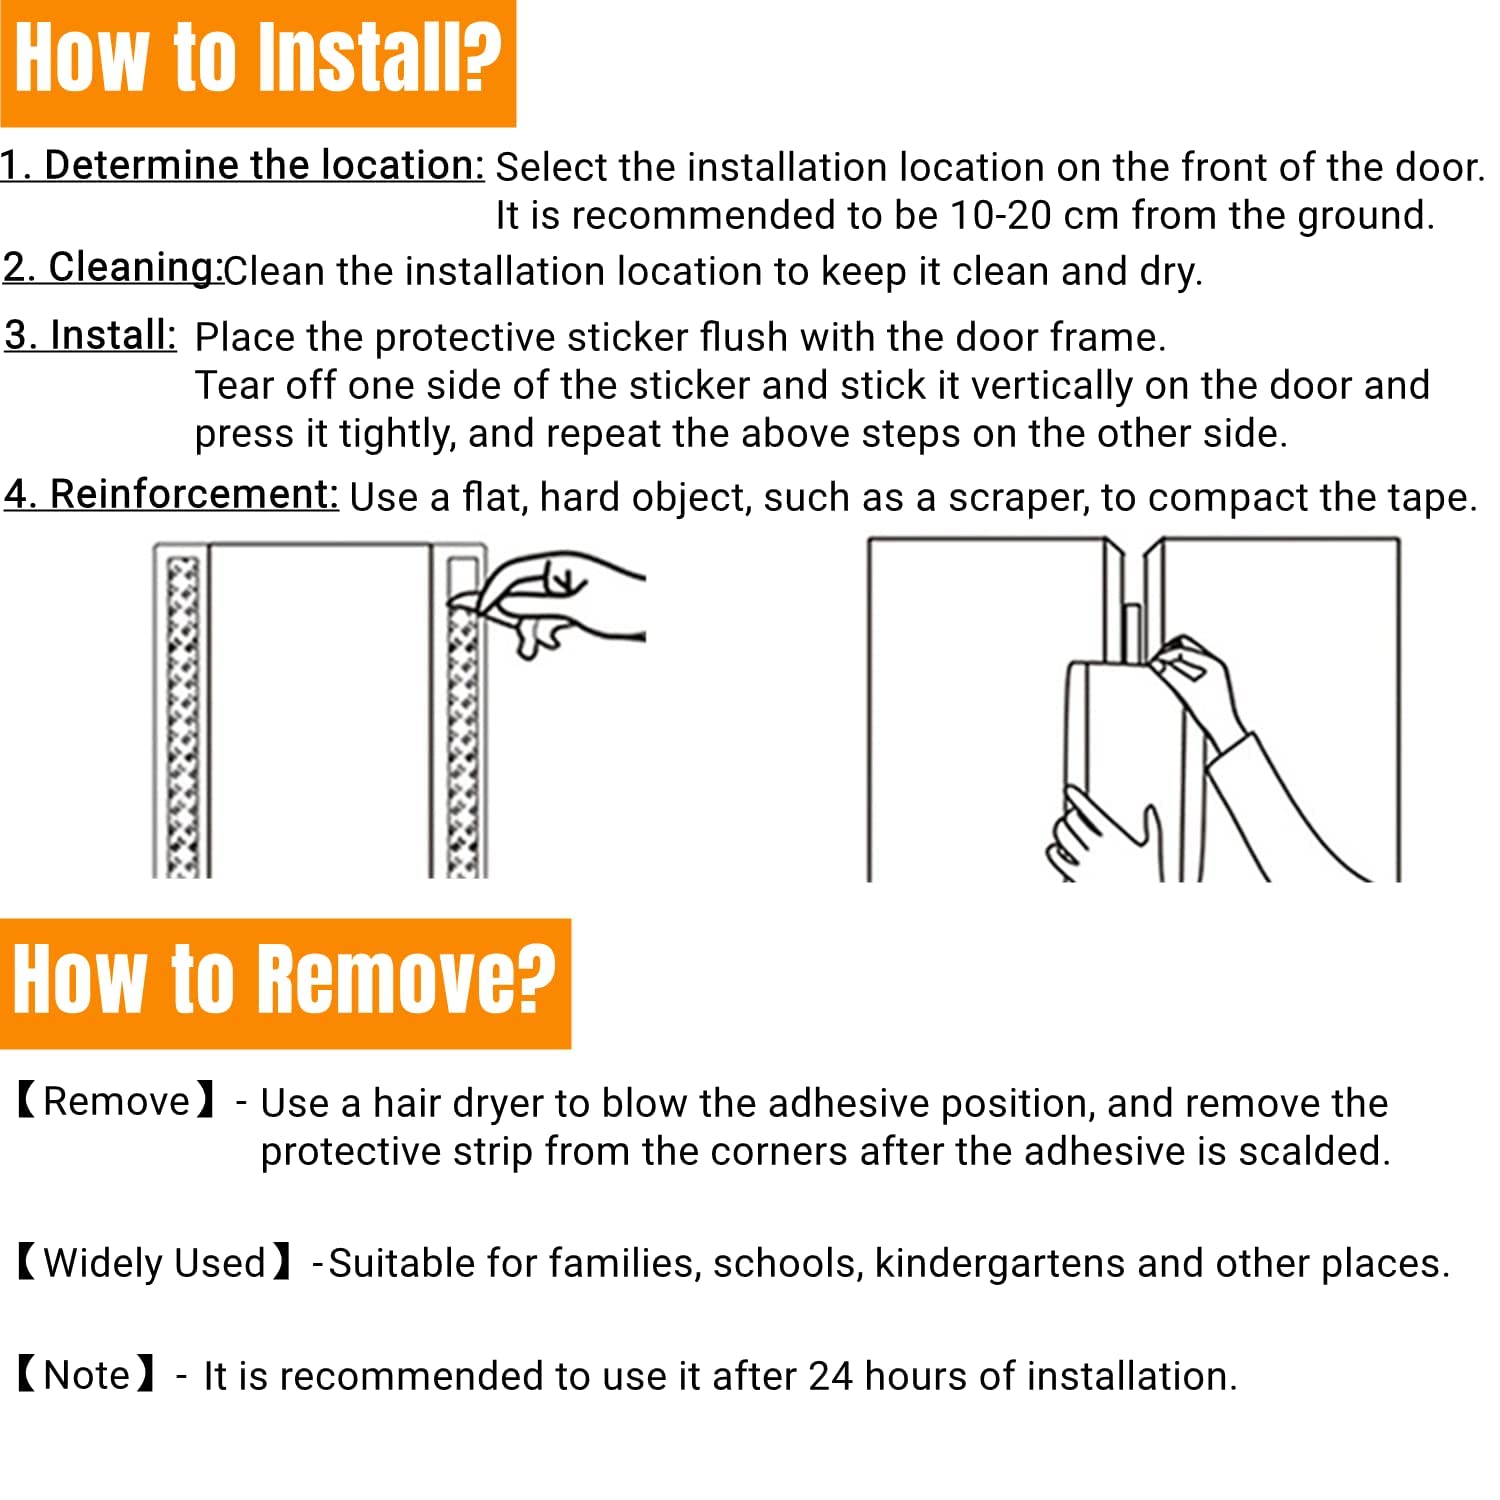 How to Install?
1. Determine the location: Select the installation location on the front of the door.
It is recommended to be 10-20 cm from the ground.
2. Cleaning:Clean the installation location to keep it clean and dry.
3. Install: Place the protective sticker flush with the door frame.
Tear off one side of the sticker and stick it vertically on the door and
press it tightly, and repeat the above steps on the other side.
4. Reinforcement: Use a flat, hard object, such as a scraper, to compact the tape.
How to Remove?
【Remove】- Use a hair dryer to blow the adhesive position, and remove the
protective strip from the corners after the adhesive is scalded.
【Widely Used】-Suitable for families, schools, kindergartens and other places.
【Note】- It is recommended to use it after 24 hours of installation.